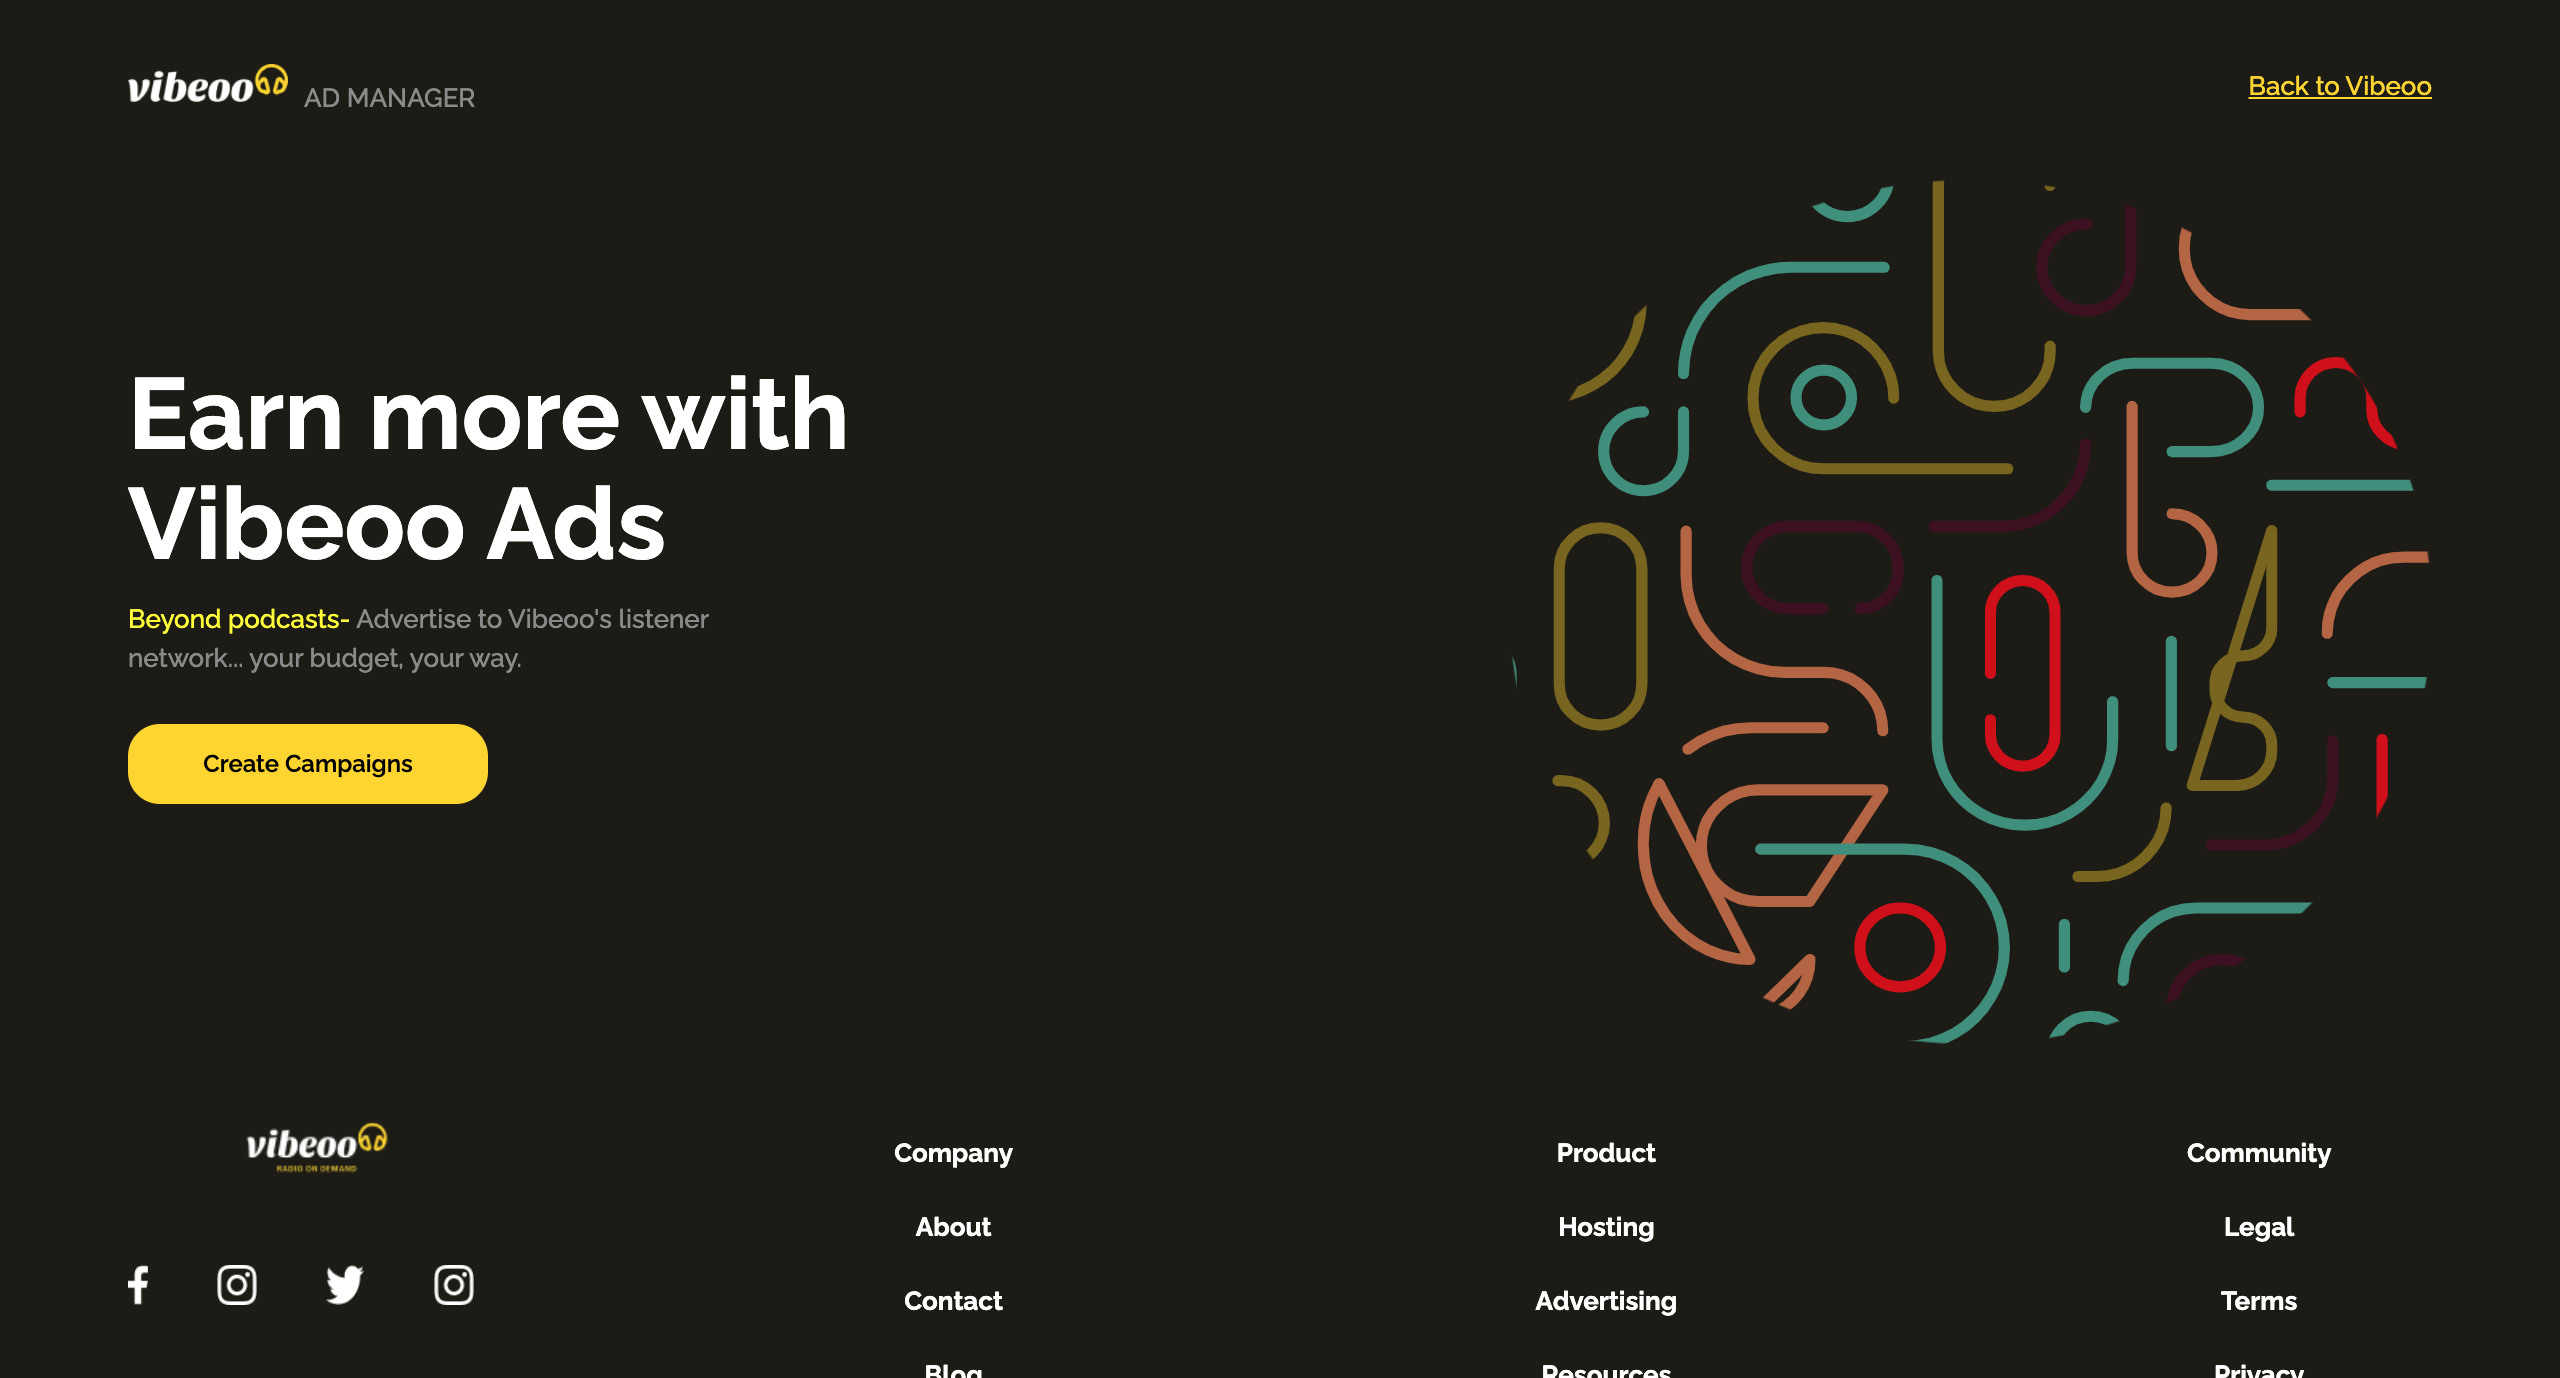 vibeoo AD MANAGER
Back to Vibeoo
Earn more with
Vibeoo Ads
Beyond podcasts- Advertise to Vibeoo's listener
network... your budget, your way.
Create Campaigns
vibeoo
RADIO ON DEMAND
Company
About
Contact
Blog
Product
Hosting
Advertising
Resources
Community
Legal
Terms
Privacy